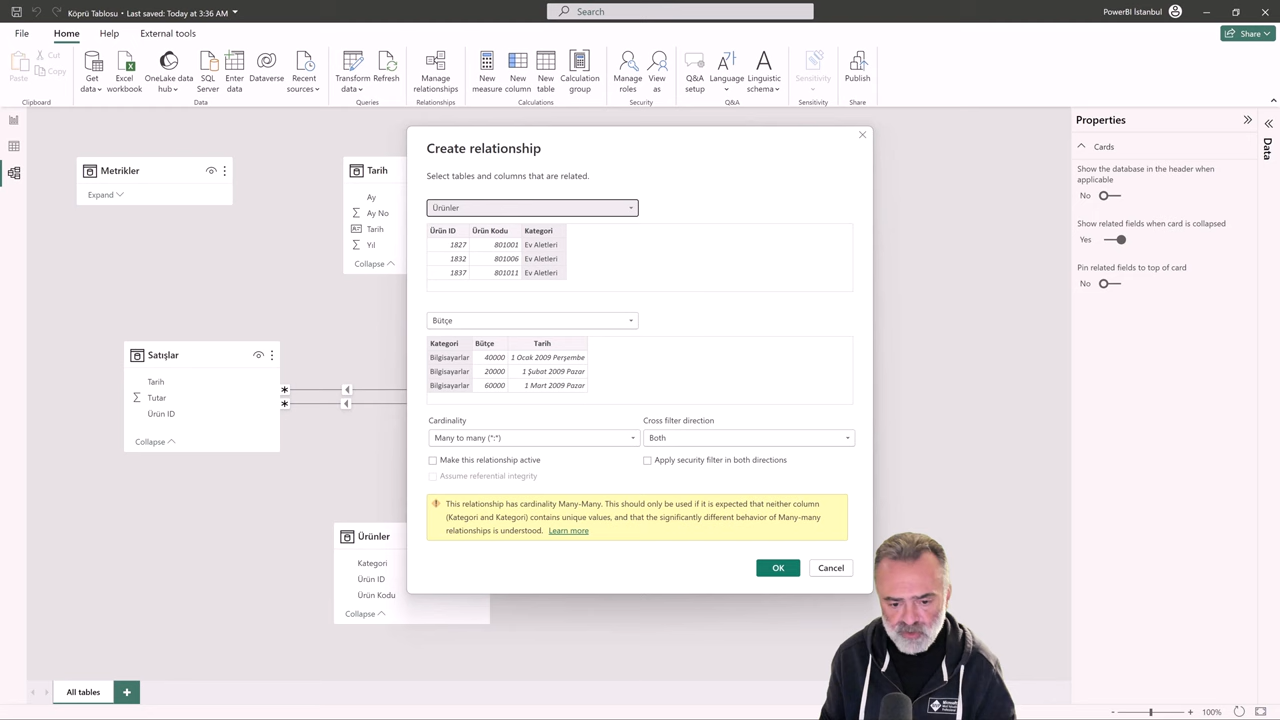 Köprü Tablosu • Last saved: Today at 3:36 AM
Search
PowerBI İstanbul
File
Home
Help
External tools
Share
Paste
Cut
Copy
Get data
Excel workbook
OneLake data hub
SQL Server
Enter data
Dataverse
Recent sources
Transform data
Refresh
Manage relationships
New measure
New column
New table
Calculation group
Manage roles
View as
Q&A setup
Language
Linguistic schema
Sensitivity
Publish
Clipboard
Data
Queries
Relationships
Calculations
Security
Q&A
Sensitivity
Share
Metrikler
Expand
Tarih
Ay
Ay No
Tarih
Yıl
Collapse
Satışlar
Tarih
Tutar
Ürün ID
Collapse
Ürünler
Kategori
Ürün ID
Ürün Kodu
Collapse
Create relationship
Select tables and columns that are related.
Ürünler
Ürün ID Ürün Kodu Kategori
1827 801001 Ev Aletleri
1832 801006 Ev Aletleri
1837 801011 Ev Aletleri
Bütçe
Kategori Bütçe Tarih
Bilgisayarlar 40000 1 Ocak 2009 Perşembe
Bilgisayarlar 20000 1 Şubat 2009 Pazar
Bilgisayarlar 60000 1 Mart 2009 Pazar
Cardinality
Many to many (*:*)
Cross filter direction
Both
Make this relationship active
Apply security filter in both directions
Assume referential integrity
This relationship has cardinality Many-Many. This should only be used if it is expected that neither column
(Kategori and Kategori) contains unique values, and that the significantly different behavior of Many-many
relationships is understood. Learn more
OK
Cancel
Properties
Cards
Show the database in the header when
applicable
No
Show related fields when card is collapsed
Yes
Pin related fields to top of card
No
Data
All tables
100%